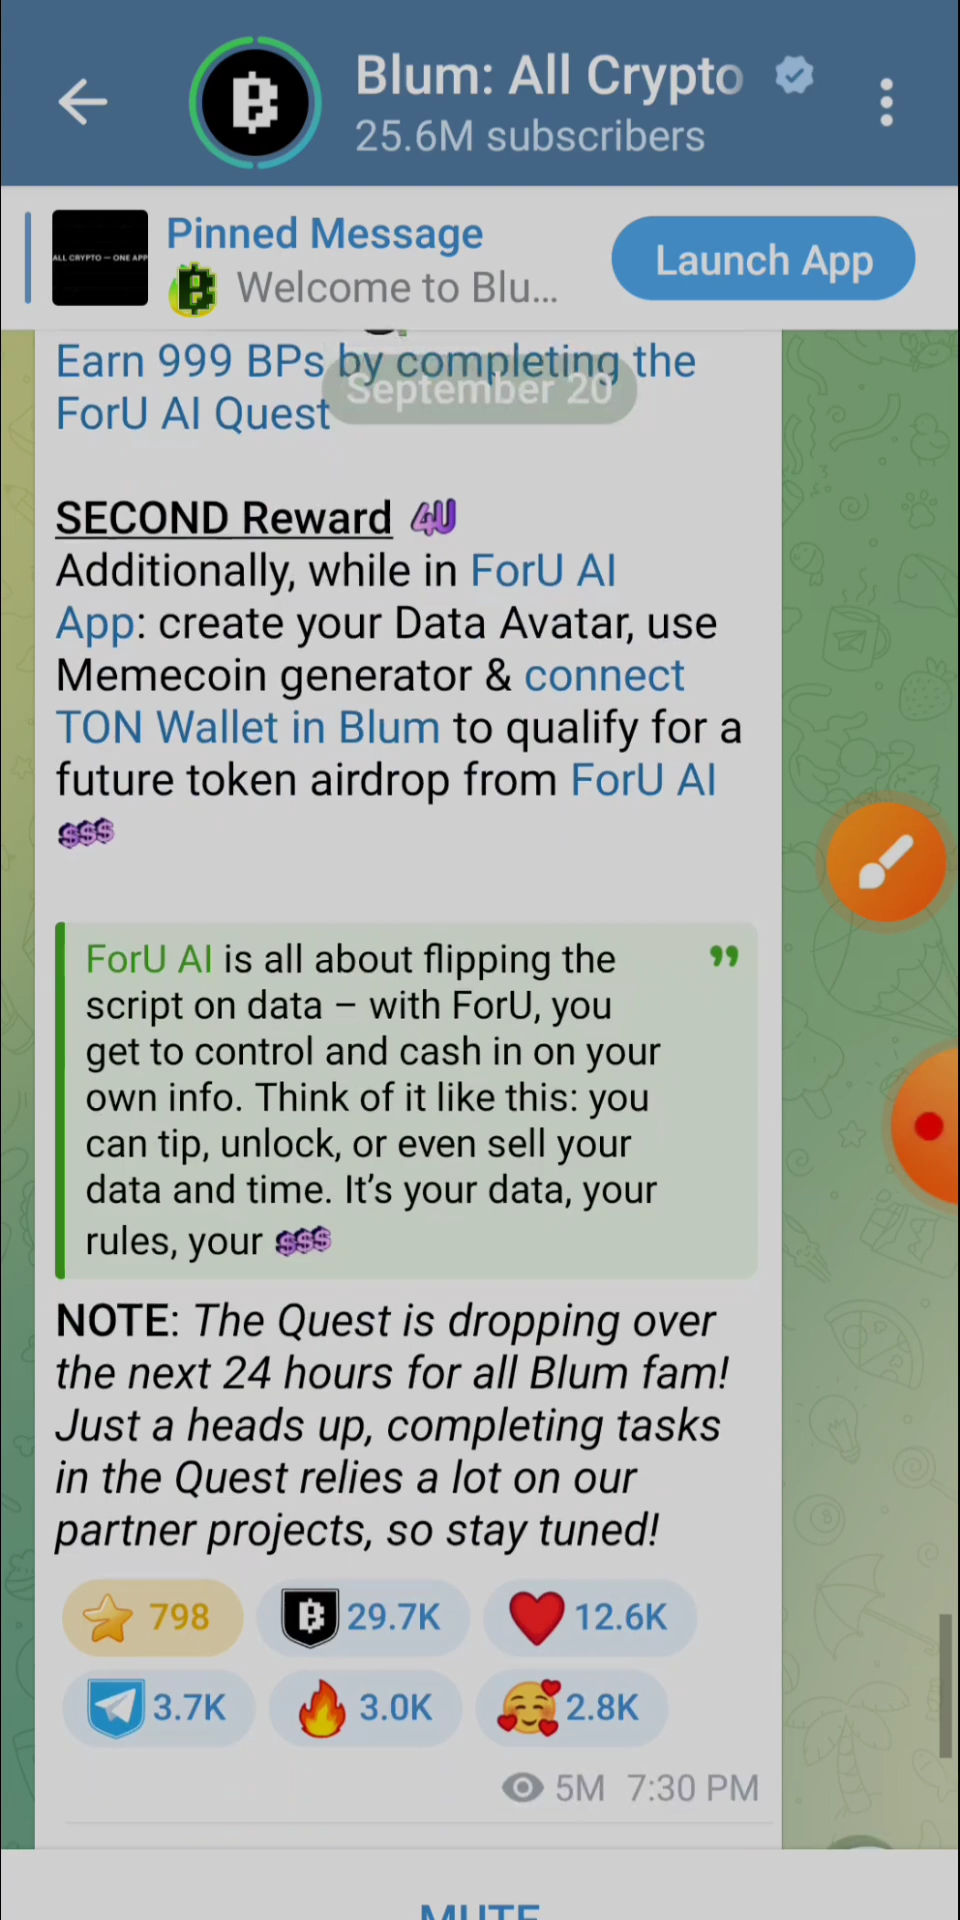 Blum: All Crypto
25.6M subscribers
ALL CRYPTO — ONE APP
Pinned Message
Welcome to Blu...
Launch App
Earn 999 BPs by completing the
ForU AI Quest
September 20
SECOND Reward 4U
Additionally, while in ForU AI
App: create your Data Avatar, use
Memecoin generator & connect
TON Wallet in Blum to qualify for a
future token airdrop from ForU AI
$$$
ForU AI is all about flipping the
script on data – with ForU, you
get to control and cash in on your
own info. Think of it like this: you
can tip, unlock, or even sell your
data and time. It’s your data, your
rules, your $$$
NOTE: The Quest is dropping over
the next 24 hours for all Blum fam!
Just a heads up, completing tasks
in the Quest relies a lot on our
partner projects, so stay tuned!
798 29.7K 12.6K
3.7K 3.0K 2.8K
5M 7:30 PM
MUTE